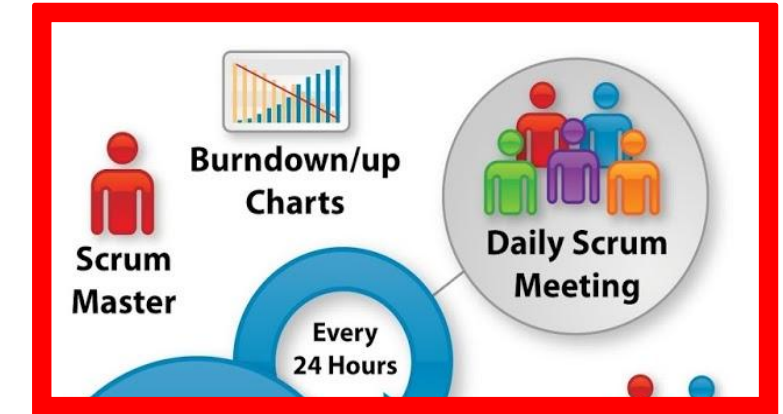 Burndown/up
Charts
Scrum
Master
Daily Scrum
Meeting
Every
24 Hours